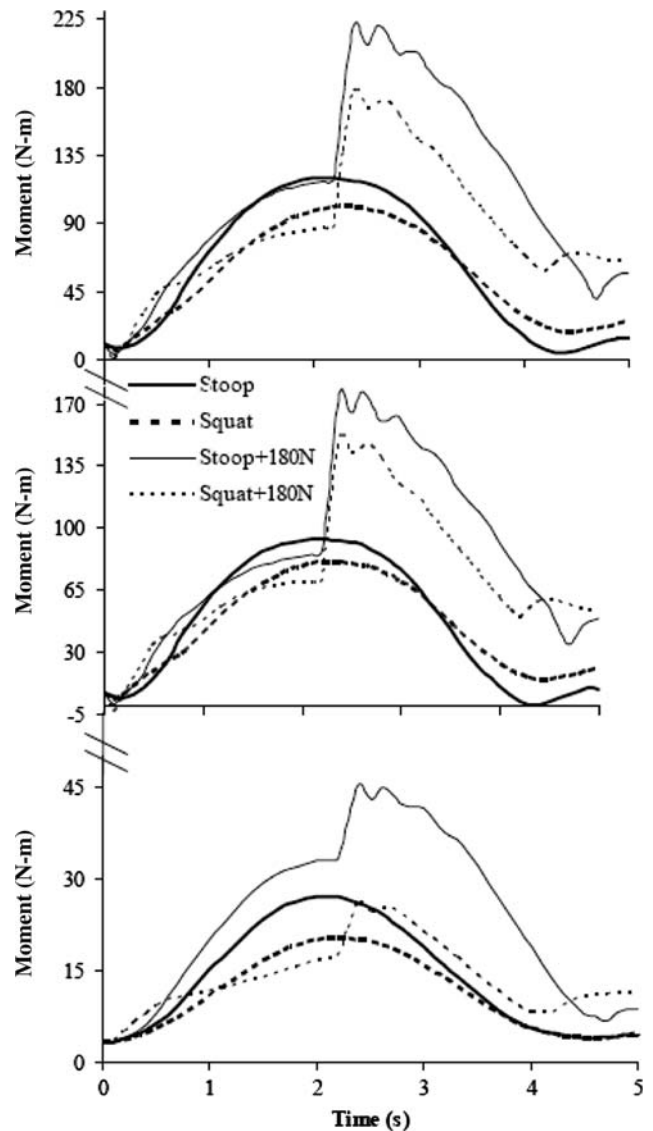 225
180
135
90
45
0
Moment (N-m)
170
135
100
65
30
-5
Moment (N-m)
Stoop
Squat
Stoop+180N
Squat+180N
45
30
15
0
Moment (N-m)
0 1 2 3 4 5
Time (s)